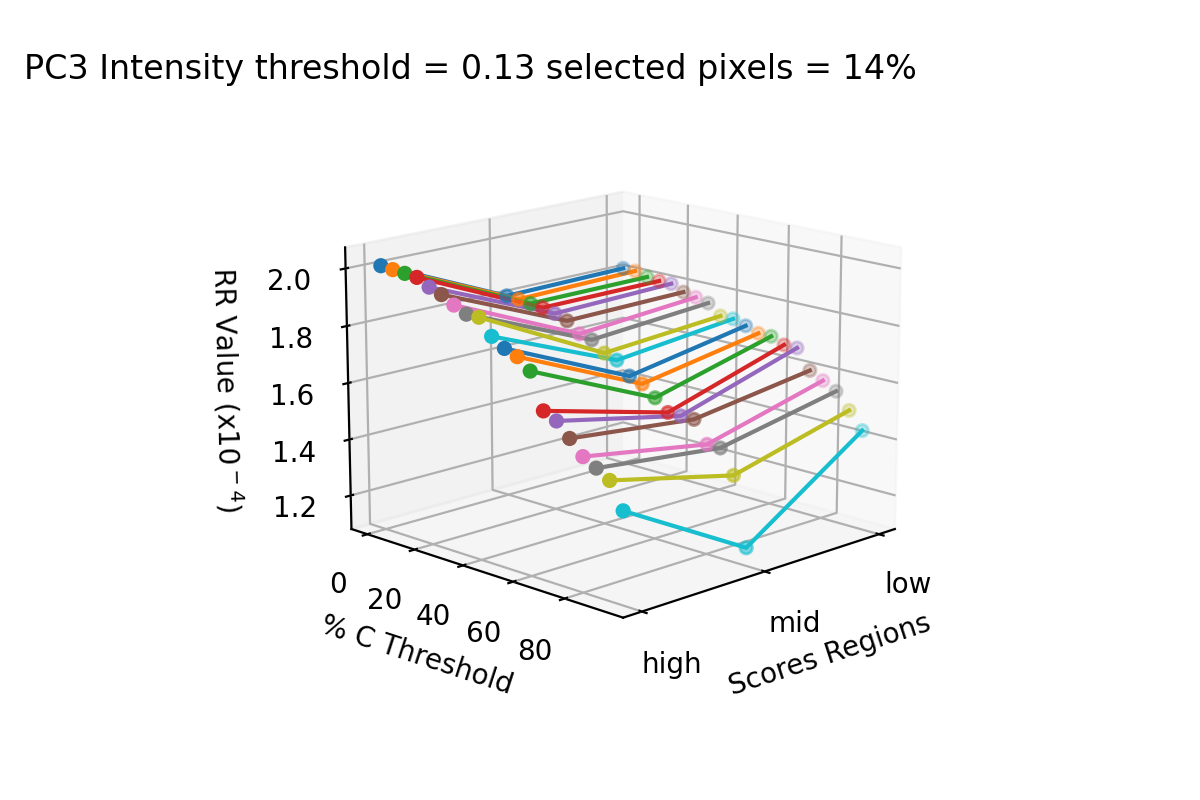 PC3 Intensity threshold = 0.13 selected pixels = 14%
RR Value (x10⁻⁴)
2.0
1.8
1.6
1.4
1.2
0
20
40
60
80
% C Threshold
high
mid
low
Scores Regions